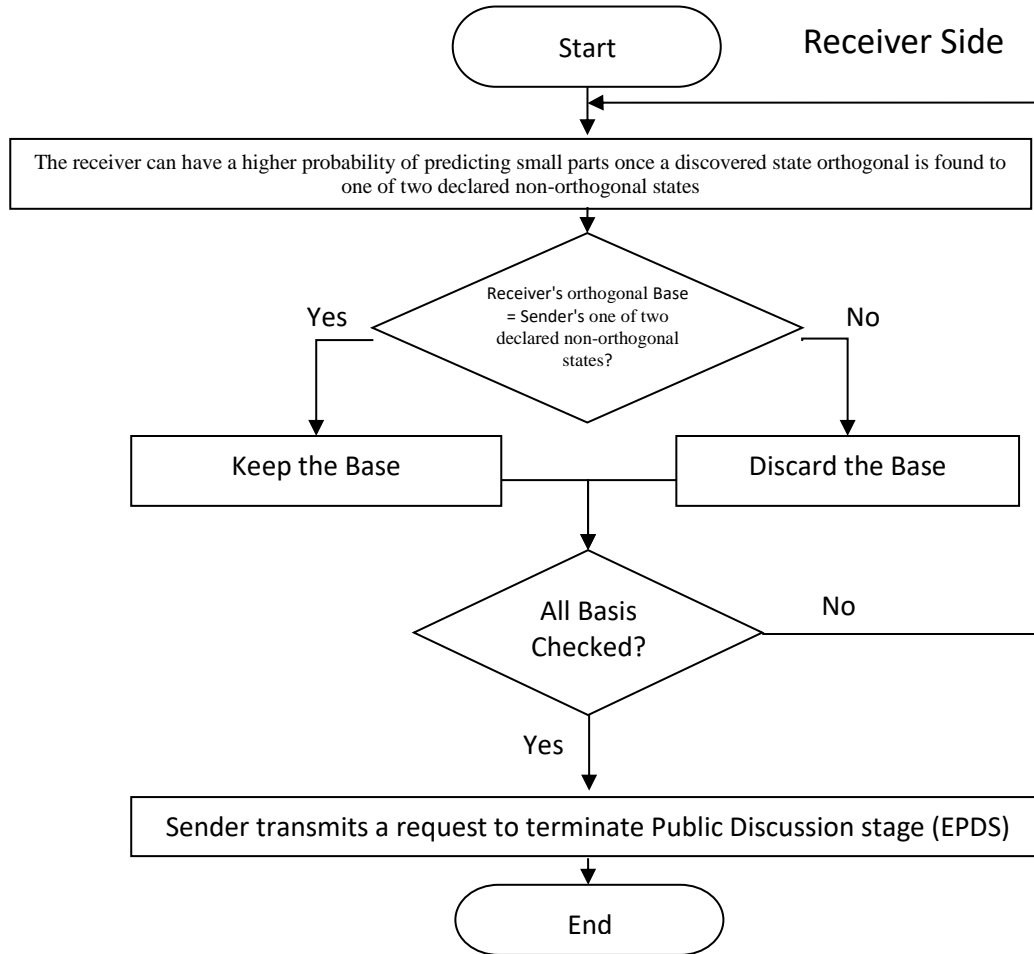 Start
Receiver Side
The receiver can have a higher probability of predicting small parts once a discovered state orthogonal is found to
one of two declared non-orthogonal states
Receiver's orthogonal Base
= Sender's one of two
declared non-orthogonal
states?
Yes
No
Keep the Base
Discard the Base
All Basis
Checked?
No
Yes
Sender transmits a request to terminate Public Discussion stage (EPDS)
End